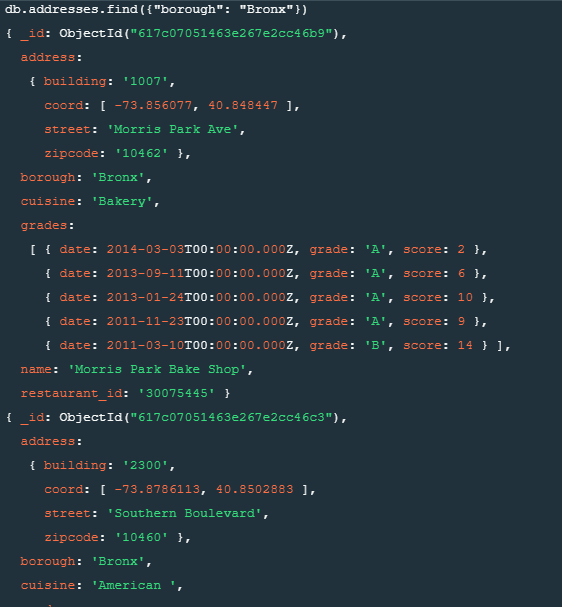 db.addresses.find({"borough": "Bronx"})
{ _id: ObjectId("617c07051463e267e2cc46b9"),
address:
{ building: '1007',
coord: [ -73.856077, 40.848447 ],
street: 'Morris Park Ave',
zipcode: '10462' },
borough: 'Bronx',
cuisine: 'Bakery',
grades:
[ { date: 2014-03-03T00:00:00.000Z, grade: 'A', score: 2 },
{ date: 2013-09-11T00:00:00.000Z, grade: 'A', score: 6 },
{ date: 2013-01-24T00:00:00.000Z, grade: 'A', score: 10 },
{ date: 2011-11-23T00:00:00.000Z, grade: 'A', score: 9 },
{ date: 2011-03-10T00:00:00.000Z, grade: 'B', score: 14 } ],
name: 'Morris Park Bake Shop',
restaurant_id: '30075445' }
{ _id: ObjectId("617c07051463e267e2cc46c3"),
address:
{ building: '2300',
coord: [ -73.8786113, 40.8502883 ],
street: 'Southern Boulevard',
zipcode: '10460' },
borough: 'Bronx',
cuisine: 'American ',